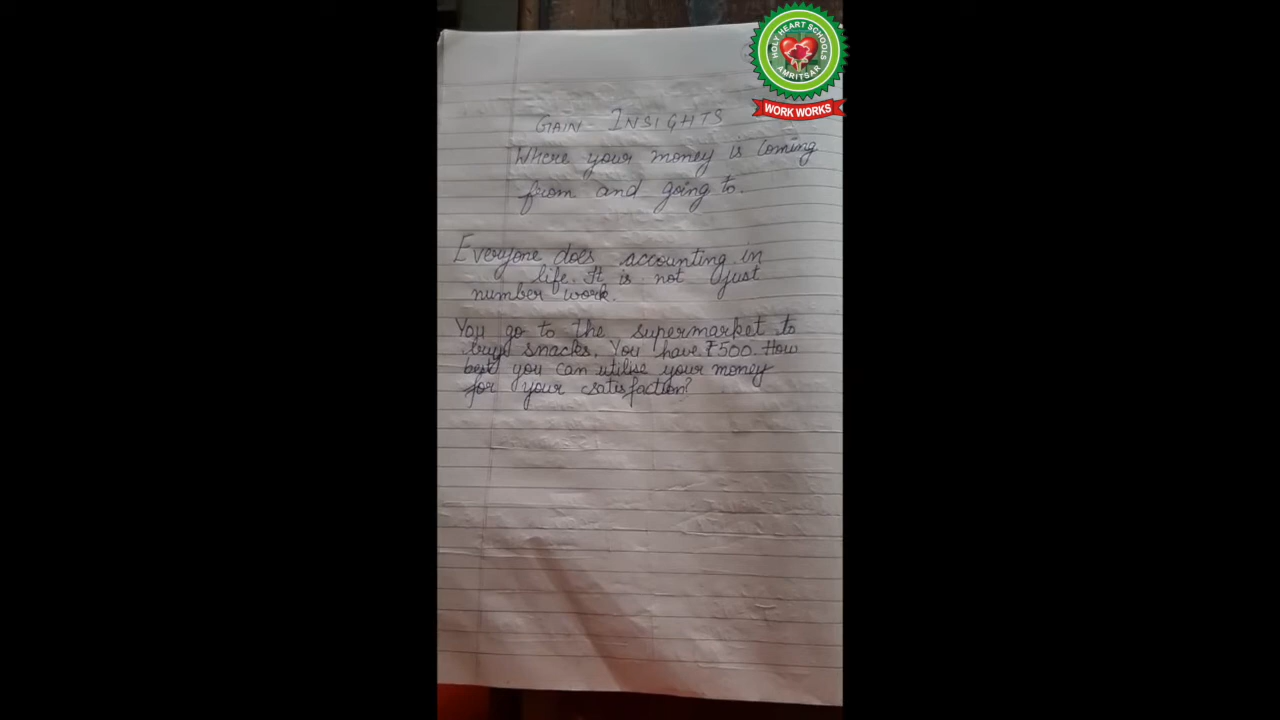 HOLY HEART SCHOOLS
AMRITSAR
WORK WORKS
GAIN INSIGHTS
Where your money is coming
from and going to.
Everyone does accounting in
life. It is not just
number work.
You go to the supermarket to
buy snacks. You have ₹500. How
best you can utilise your money
for your satisfaction?